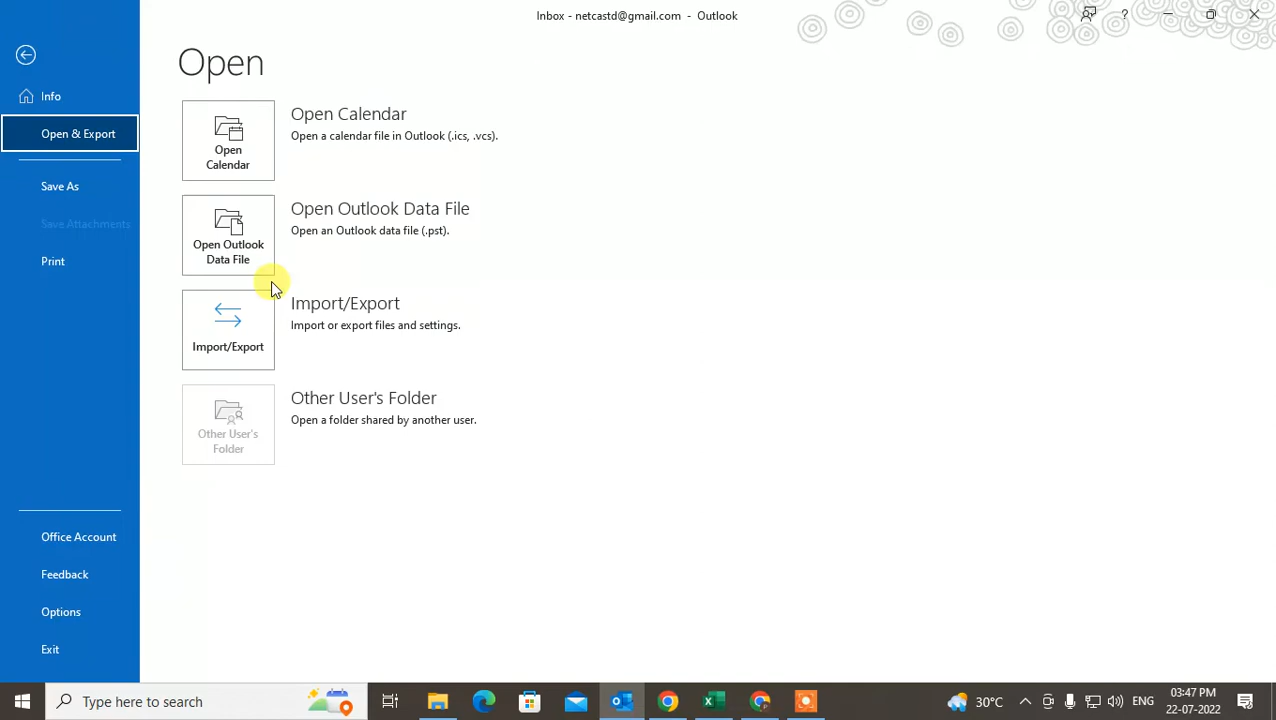 Inbox - netcastd@gmail.com - Outlook
?
Open
Info
Open & Export
Save As
Save Attachments
Print
Office Account
Feedback
Options
Exit
Open
Calendar
Open Calendar
Open a calendar file in Outlook (.ics, .vcs).
Open Outlook
Data File
Open Outlook Data File
Open an Outlook data file (.pst).
Import/Export
Import/Export
Import or export files and settings.
Other User's
Folder
Other User's Folder
Open a folder shared by another user.
Type here to search
30°C
ENG
03:47 PM
22-07-2022